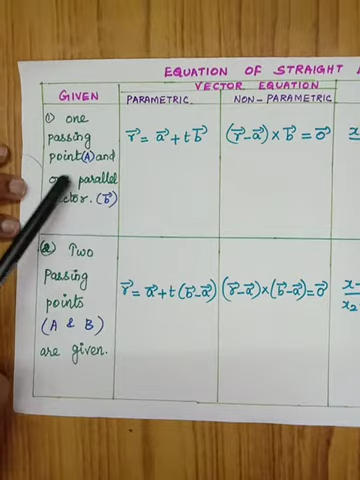 EQUATION OF STRAIGHT
VECTOR EQUATION
GIVEN
PARAMETRIC
NON-PARAMETRIC
① one
passing
point (A) and
parallel
(b⃗)
r⃗ = a⃗ + t b⃗
(r⃗ - a⃗) × b⃗ = 0⃗
② Two
Passing
points
(A & B)
are given.
r⃗ = a⃗ + t (b⃗ - a⃗)
(r⃗ - a⃗) × (b⃗ - a⃗) = 0⃗
x-
x₂